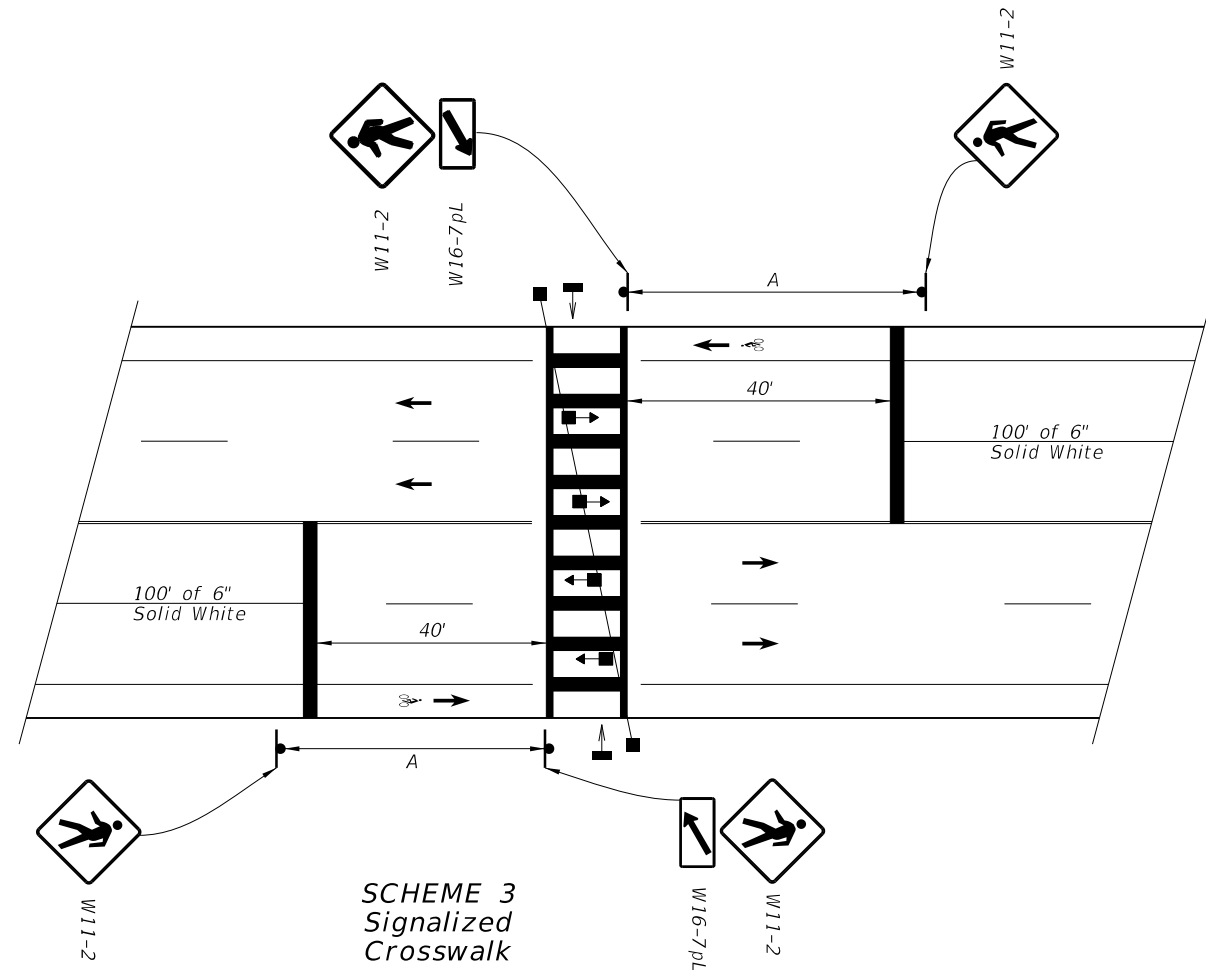 W11-2
W11-2
W16-7pL
A
40'
100' of 6"
Solid White
100' of 6"
Solid White
40'
A
W11-2
W16-7pL
W11-2
SCHEME 3
Signalized
Crosswalk